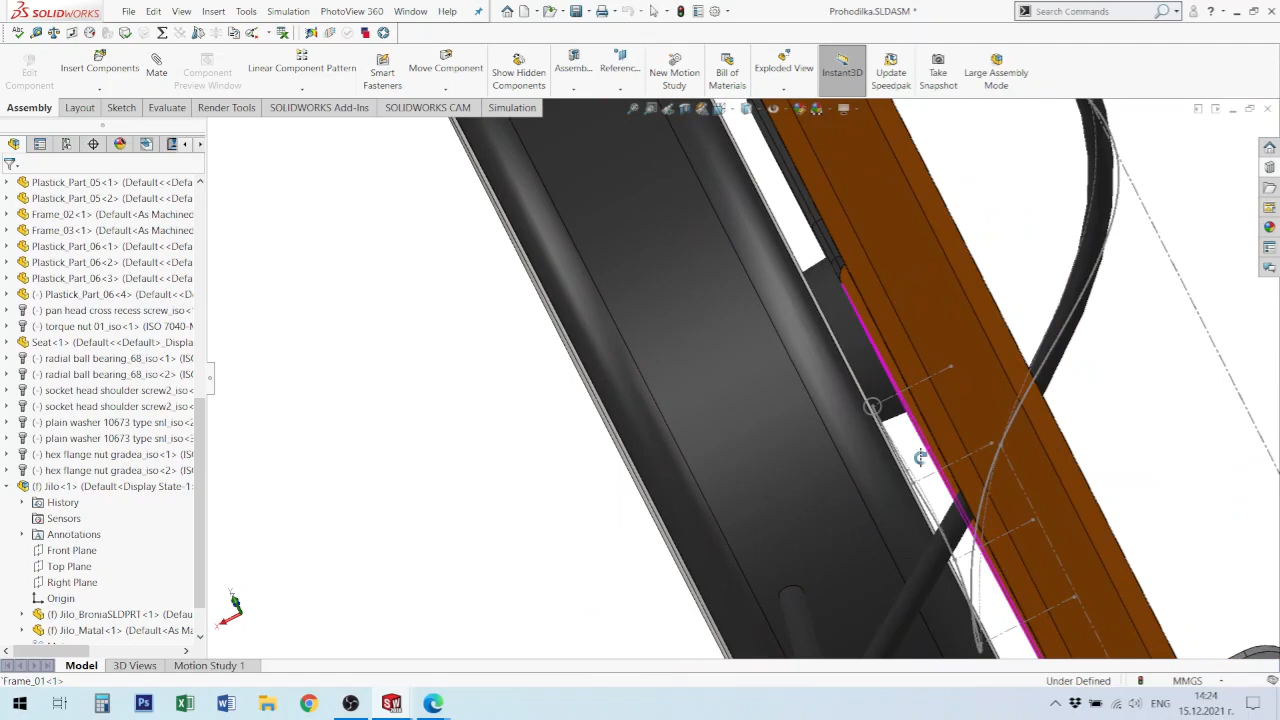 SOLIDWORKS
File
Edit
View
Insert
Tools
Simulation
PhotoView 360
Window
Help
Prohodilka.SLDASM *
Search Commands
Edit Component
Insert Components
Mate
Component Preview Window
Linear Component Pattern
Smart Fasteners
Move Component
Show Hidden Components
Assemb...
Referenc...
New Motion Study
Bill of Materials
Exploded View
Instant3D
Update Speedpak
Take Snapshot
Large Assembly Mode
Assembly
Layout
Sketch
Evaluate
Render Tools
SOLIDWORKS Add-Ins
SOLIDWORKS CAM
Simulation
Plastick_Part_05<1> (Default<<Defa
Plastick_Part_05<2> (Default<<Defa
Frame_02<1> (Default<As Machined
Frame_03<1> (Default<As Machined
Plastick_Part_06<1> (Default<<Defa
Plastick_Part_06<2> (Default<<Defa
Plastick_Part_06<3> (Default<<Defa
(-) Plastick_Part_06<4> (Default<<D
(-) pan head cross recess screw_iso<
(-) torque nut 01_iso<1> (ISO 7040-N
Seat<1> (Default<<Default>_Display
(-) radial ball bearing_68_iso<1> (ISO
(-) radial ball bearing_68_iso<2> (ISO
(-) socket head shoulder screw2_iso<
(-) socket head shoulder screw2_iso<
(-) plain washer 10673 type snl_iso<1
(-) plain washer 10673 type snl_iso<3
(-) hex flange nut gradea_iso<1> (ISO
(-) hex flange nut gradea_iso<2> (ISO
(f) Jilo<1> (Default<Display State-1>
History
Sensors
Annotations
Front Plane
Top Plane
Right Plane
Origin
(f) Jilo_BroniaSLDPRT<1> (Defau
(f) Jilo_Matal<1> (Default<As Ma
Model
3D Views
Motion Study 1
'Frame_01<1>
Under Defined
MMGS
ENG
14:24
15.12.2021 г.